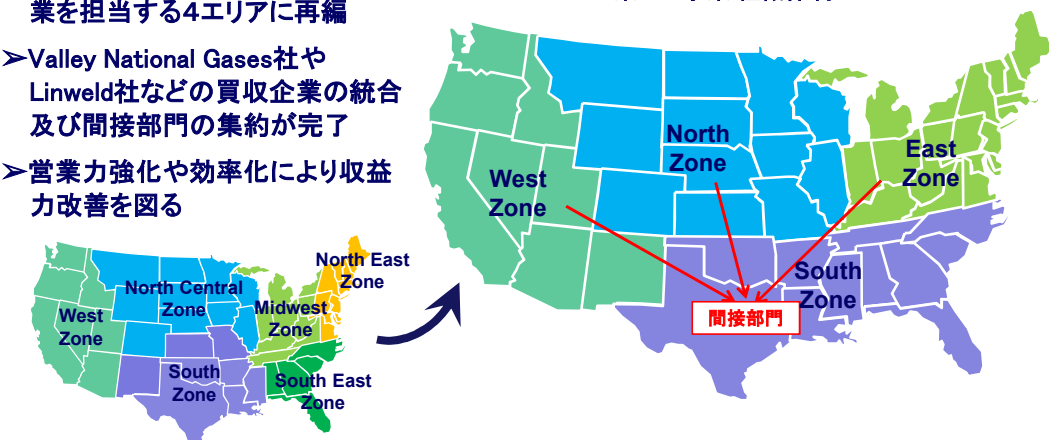 業を担当する4エリアに再編
➢Valley National Gases社や
Linweld社などの買収企業の統合
及び間接部門の集約が完了
➢営業力強化や効率化により収益
力改善を図る
North
Zone
East
Zone
West
Zone
South
Zone
間接部門
North East
Zone
North Central
Zone
Midwest
Zone
West
Zone
South
Zone
South East
Zone